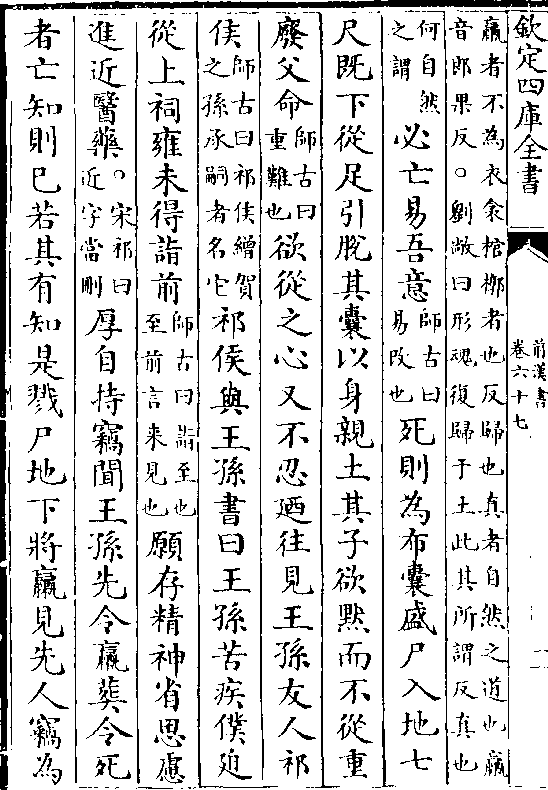 欽定四庫全書
前漢書
卷六十七
羸者不為衣衾棺槨者也反歸也真者自然之道也羸
音郎果反○劉敞曰形魂復歸于土此其所謂反真也
何自然
之謂
必亡易吾意
師古曰
易改也
死則為布囊盛尸入地七
尺既下從足引脫其囊以身親土其子欲默而不從重
廢父命
師古曰
重難也
欲從之心又不忍廼往見王孫友人祁
侯
師古曰祁侯繒賀
之孫承嗣者名它
祁侯與王孫書曰王孫苦疾僕廹
從上祠雍未得詣前
師古曰詣至也
至前言来見也
願存精神省思慮
進近醫藥
○宋祁曰
近字當刪
厚自持竊聞王孫先令羸葬令死
者亡知則已若其有知是戮尸地下將羸見先人竊為